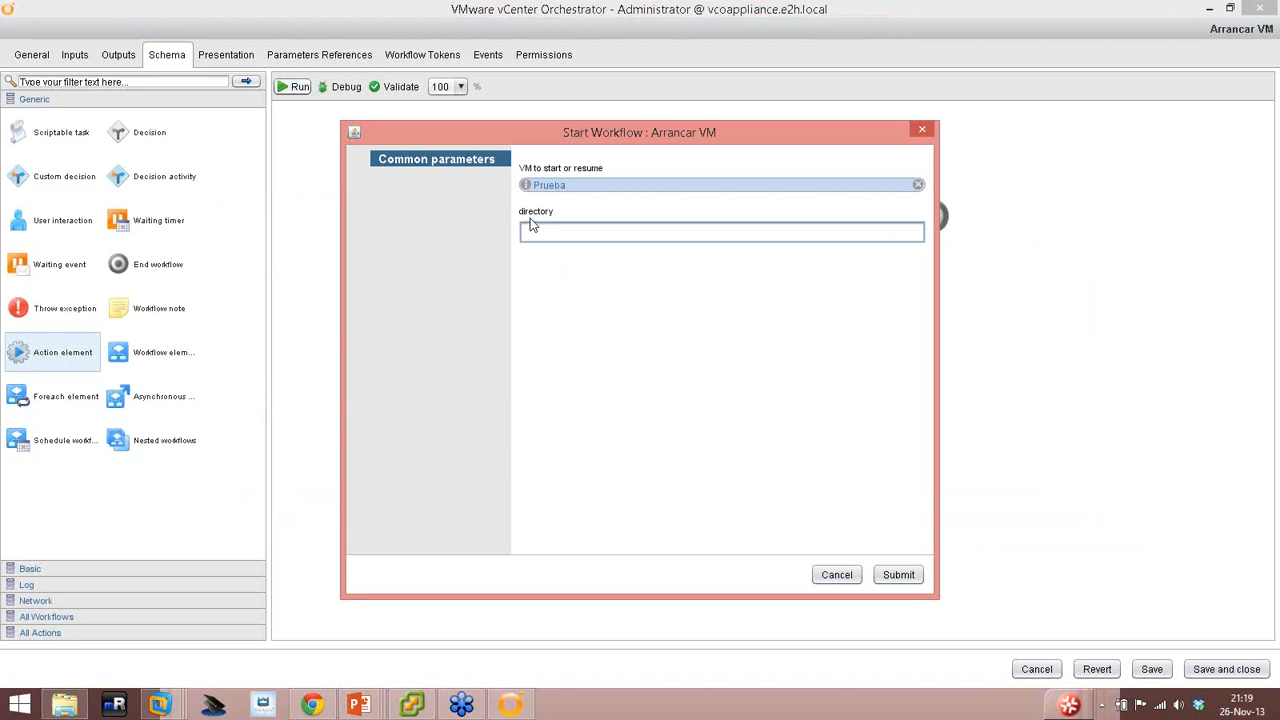 VMware vCenter Orchestrator - Administrator @ vcoappliance.e2h.local
Arrancar VM
General Inputs Outputs Schema Presentation Parameters References Workflow Tokens Events Permissions
Type your filter text here...
Run Debug Validate 100 %
Generic
Scriptable task Decision
Custom decision Decision activity
User interaction Waiting timer
Waiting event End workflow
Throw exception Workflow note
Action element Workflow elem...
Foreach element Asynchronous ...
Schedule workf... Nested workflows
Basic
Log
Network
All Workflows
All Actions
Start Workflow : Arrancar VM
Common parameters
VM to start or resume
Prueba
directory
Cancel Submit
Cancel Revert Save Save and close
21:19
26-Nov-13